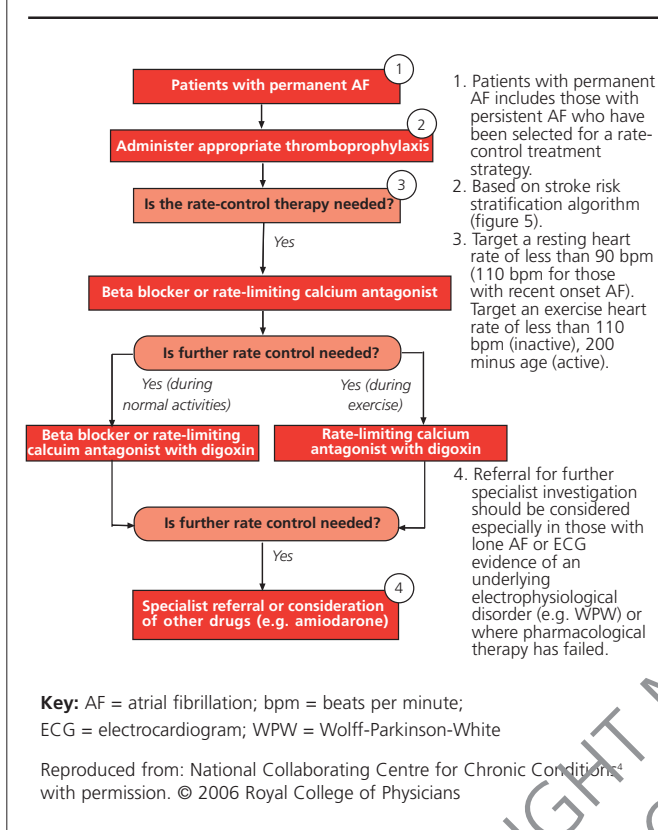 1
Patients with permanent AF
2
Administer appropriate thromboprophylaxis
3
Is the rate-control therapy needed?
Yes
Beta blocker or rate-limiting calcium antagonist
Is further rate control needed?
Yes (during
normal activities)
Yes (during
exercise)
Beta blocker or rate-limiting
calcuim antagonist with digoxin
Rate-limiting calcium
antagonist with digoxin
Is further rate control needed?
Yes
4
Specialist referral or consideration
of other drugs (e.g. amiodarone)
1. Patients with permanent
AF includes those with
persistent AF who have
been selected for a rate-
control treatment
strategy.
2. Based on stroke risk
stratification algorithm
(figure 5).
3. Target a resting heart
rate of less than 90 bpm
(110 bpm for those
with recent onset AF).
Target an exercise heart
rate of less than 110
bpm (inactive), 200
minus age (active).
4. Referral for further
specialist investigation
should be considered
especially in those with
lone AF or ECG
evidence of an
underlying
electrophysiological
disorder (e.g. WPW) or
where pharmacological
therapy has failed.
Key: AF = atrial fibrillation; bpm = beats per minute;
ECG = electrocardiogram; WPW = Wolff-Parkinson-White
Reproduced from: National Collaborating Centre for Chronic Conditions4
with permission. © 2006 Royal College of Physicians